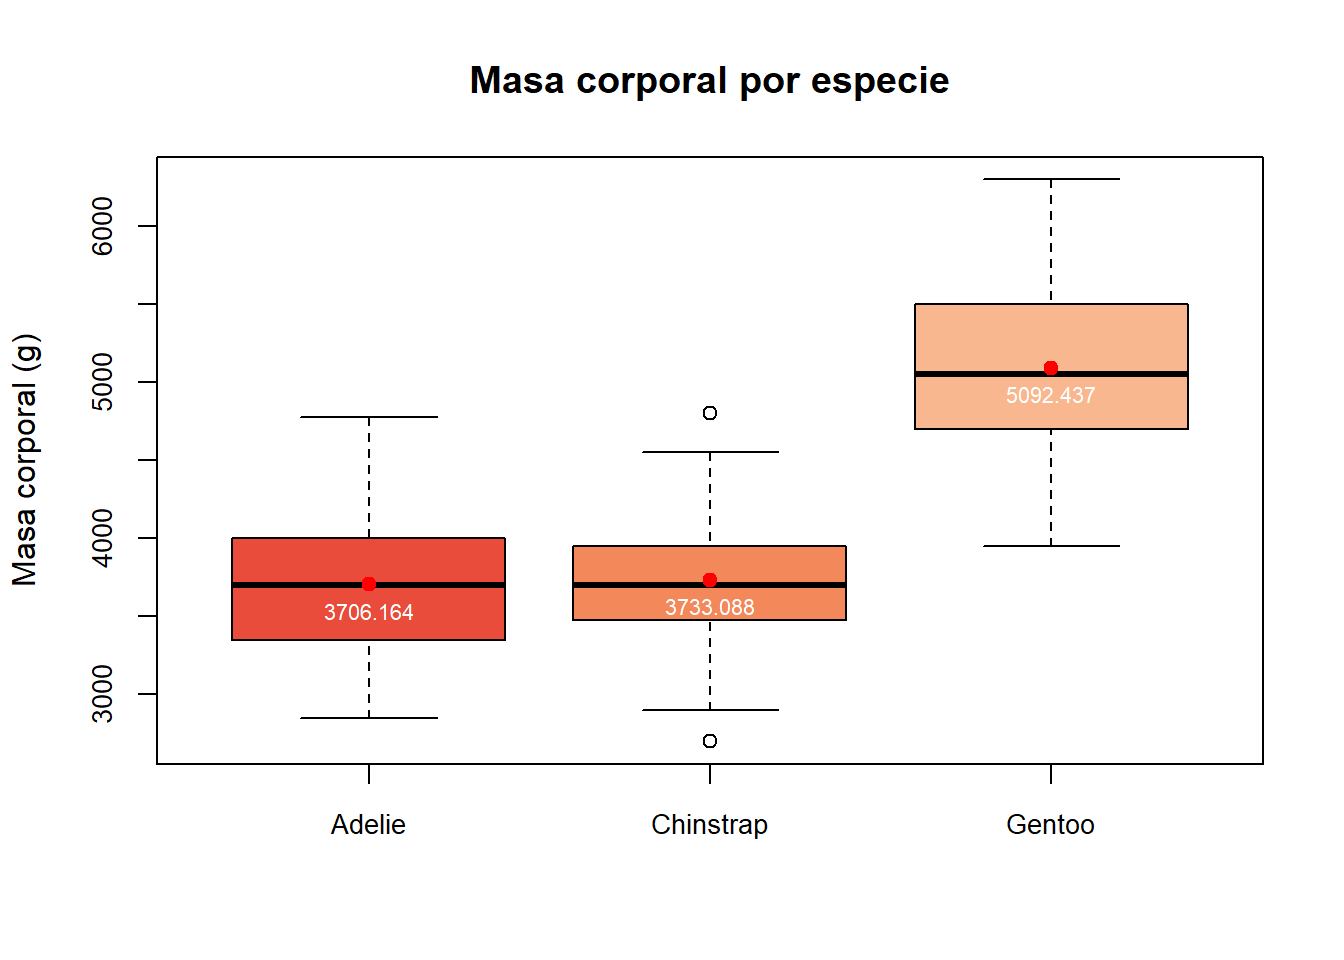 Masa corporal por especie
Masa corporal (g)
6000
5000
4000
3000
5092.437
3706.164
3733.088
Adelie
Chinstrap
Gentoo